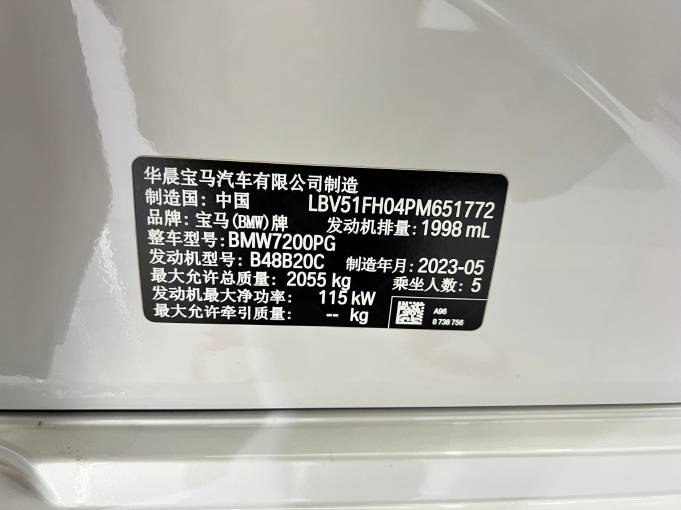 华晨宝马汽车有限公司制造
制造国: 中国 LBV51FH04PM651772
品牌: 宝马(BMW)牌 发动机排量: 1998 mL
整车型号: BMW7200PG
发动机型号: B48B20C 制造年月: 2023-05
最大允许总质量: 2055 kg 乘坐人数: 5
发动机最大净功率: 115 kW
最大允许牵引质量: -- kg
A96
8 738 756